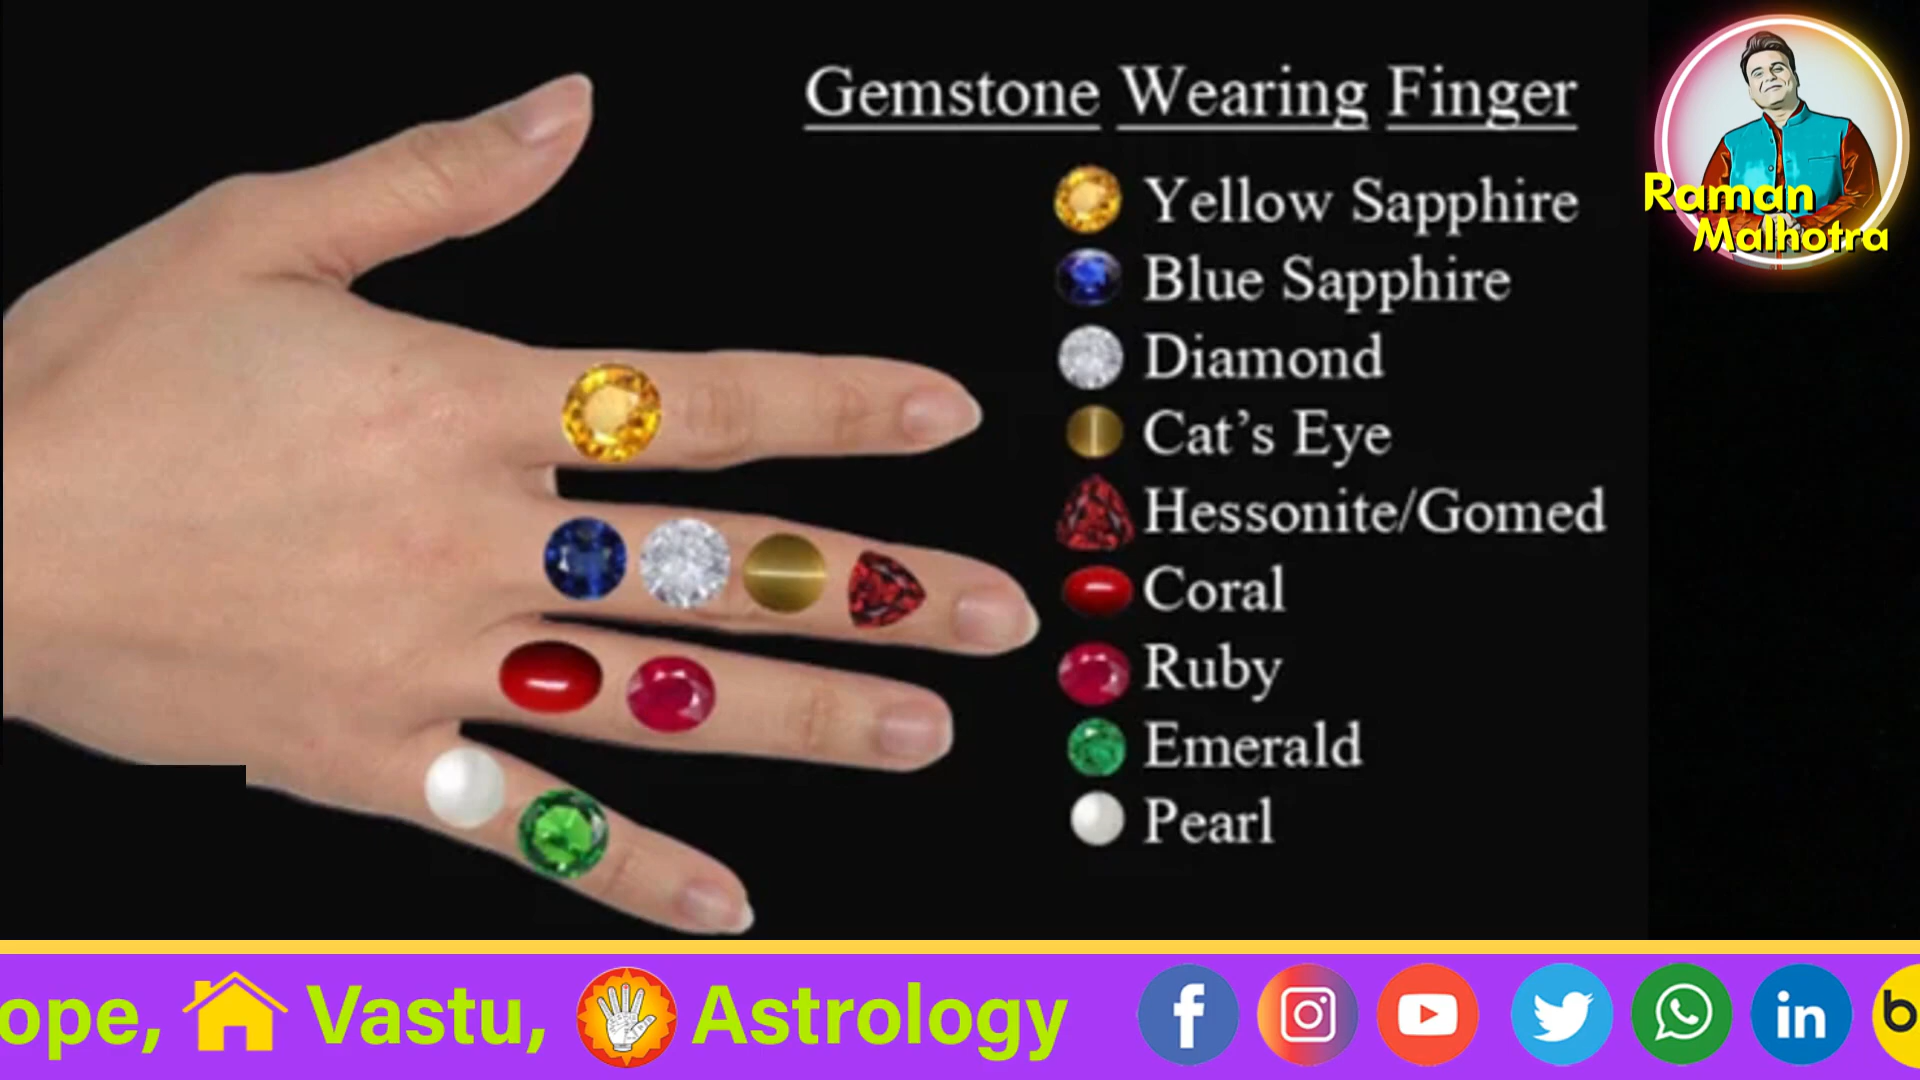 Gemstone Wearing Finger
Yellow Sapphire
Blue Sapphire
Diamond
Cat’s Eye
Hessonite/Gomed
Coral
Ruby
Emerald
Pearl
Raman
Malhotra
ope, Vastu, Astrology
f
in
b